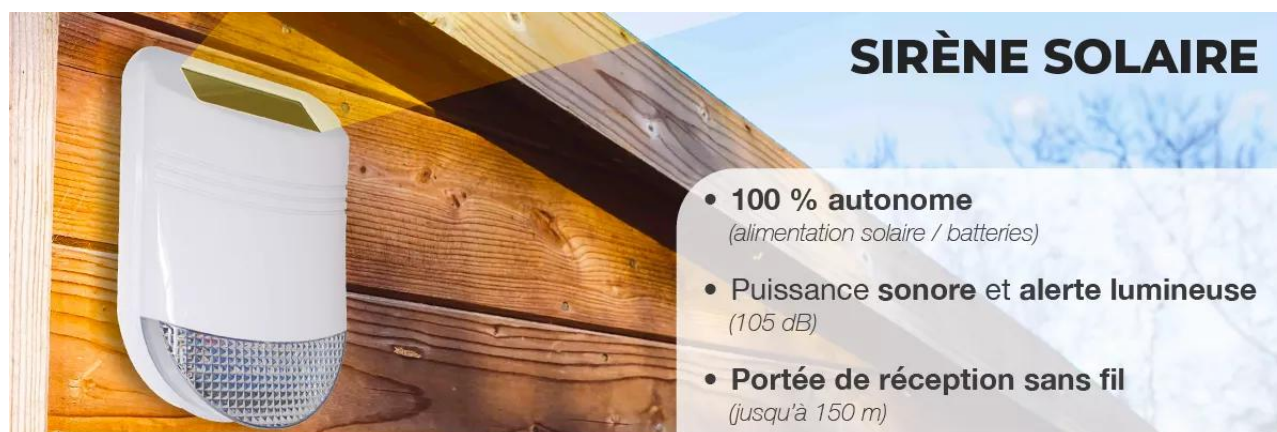 SIRÈNE SOLAIRE
• 100 % autonome
(alimentation solaire / batteries)
• Puissance sonore et alerte lumineuse
(105 dB)
• Portée de réception sans fil
(jusqu'à 150 m)